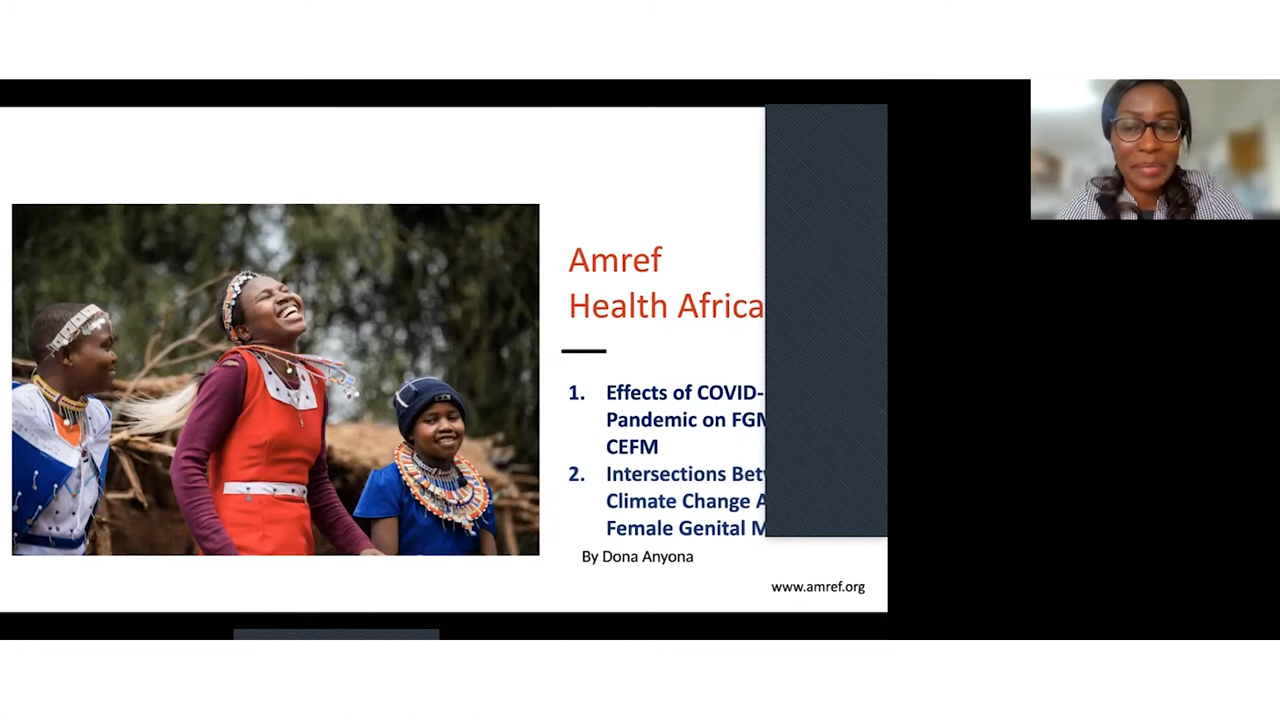 Amref
Health Africa
1. Effects of COVID-
Pandemic on FGM
CEFM
2. Intersections Bet
Climate Change
Female Genital
By Dona Anyona
www.amref.org